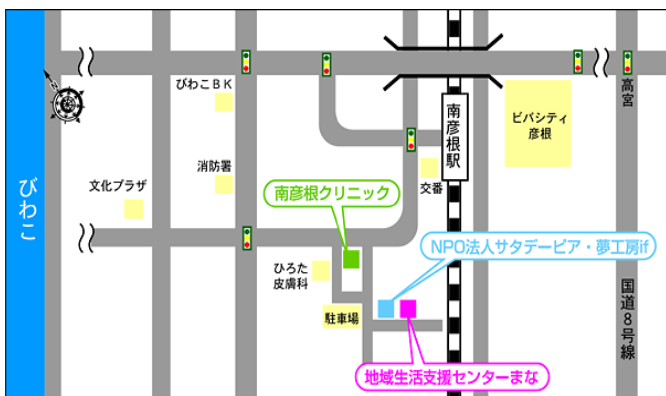 びわこBK
高宮
南彦根駅
ビバシティ
彦根
消防署
交番
文化プラザ
南彦根クリニック
びわこ
NPO法人サタデーピア・夢工房if
ひろた
皮膚科
国道8号線
駐車場
地域生活支援センターまな